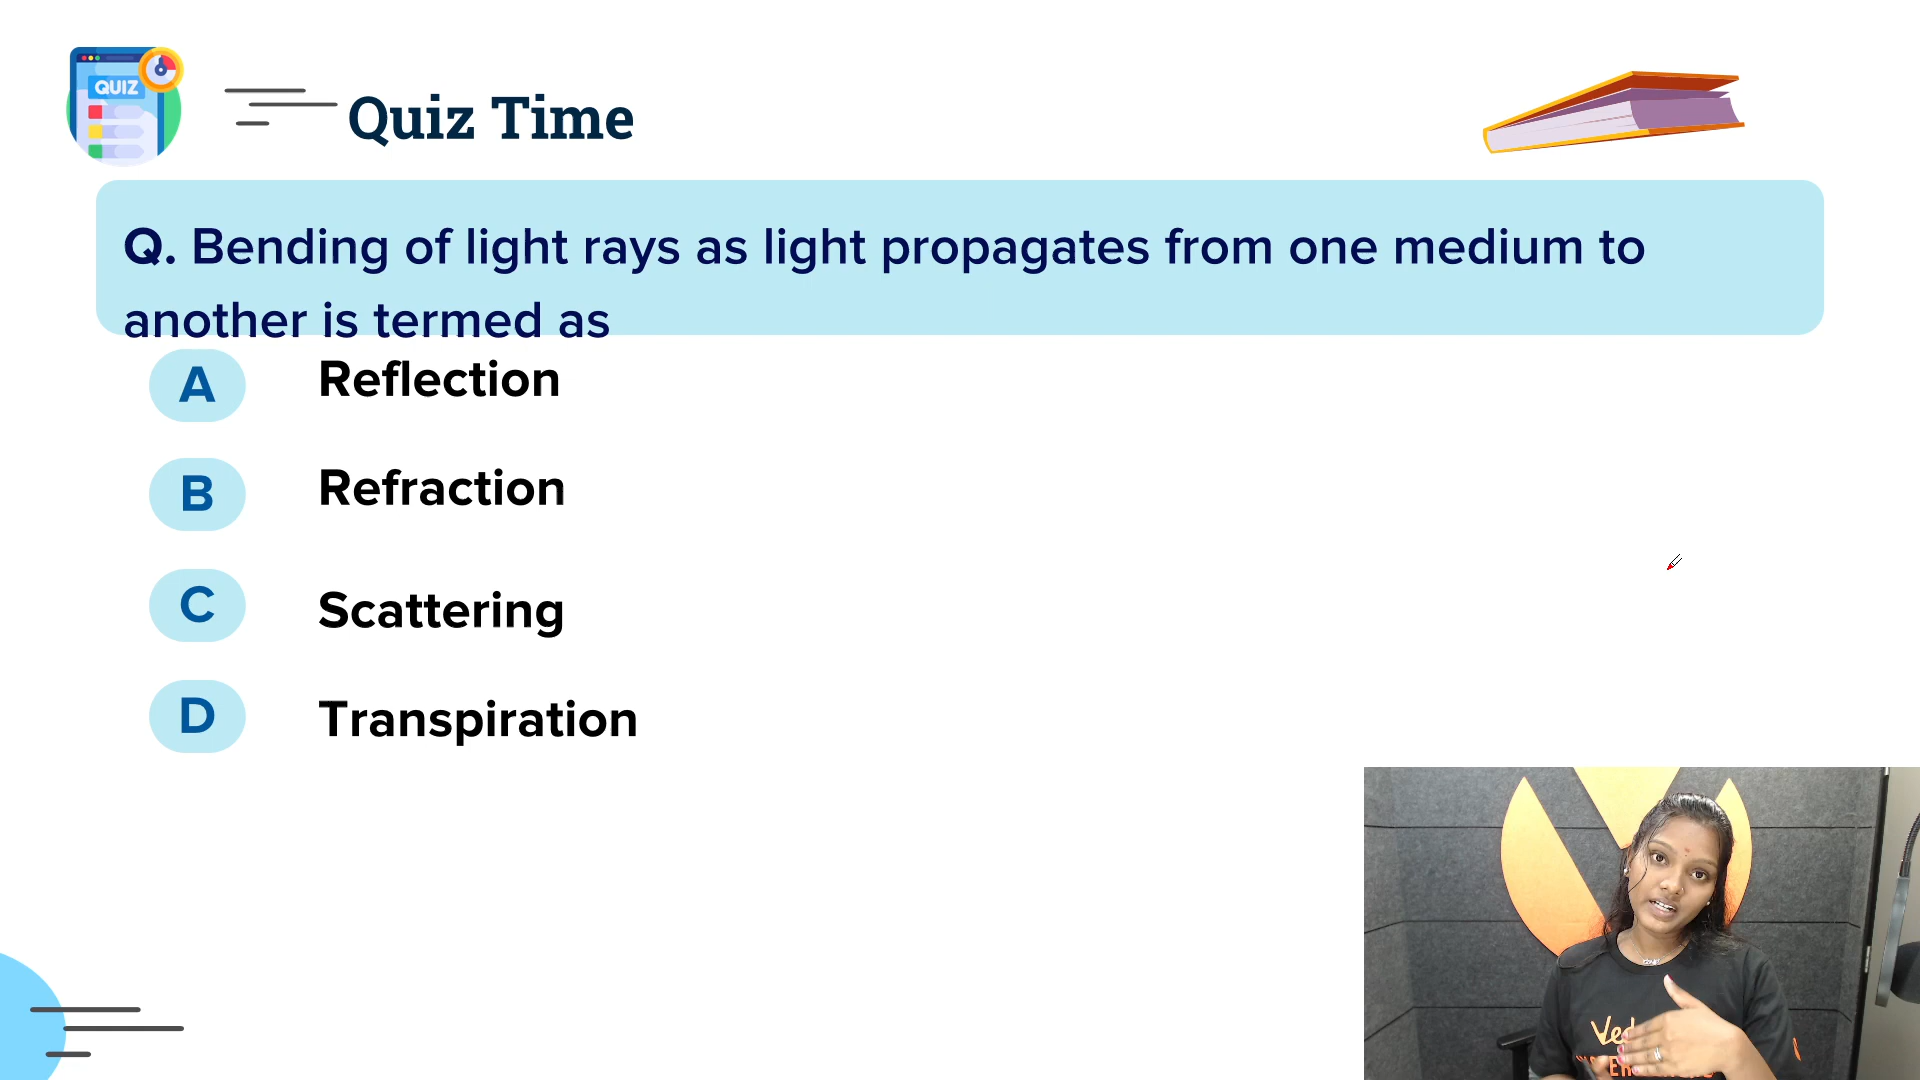 QUIZ
Quiz Time
Q. Bending of light rays as light propagates from one medium to
another is termed as
A Reflection
B Refraction
C Scattering
D Transpiration